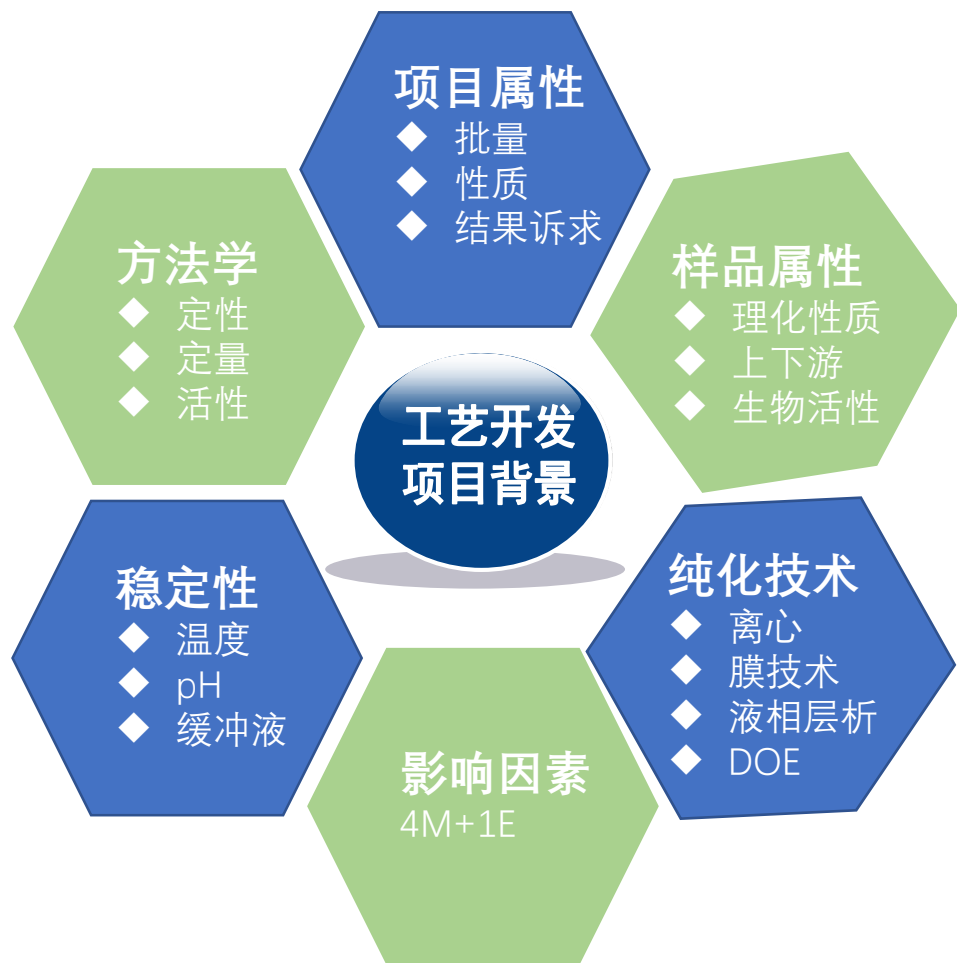 项目属性
批量
性质
结果诉求
样品属性
理化性质
上下游
生物活性
纯化技术
离心
膜技术
液相层析
DOE
影响因素
4M+1E
稳定性
温度
pH
缓冲液
方法学
定性
定量
活性
工艺开发
项目背景